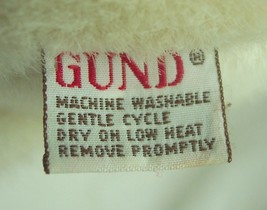 GUND®
MACHINE WASHABLE
GENTLE CYCLE
DRY ON LOW HEAT
REMOVE PROMPTLY